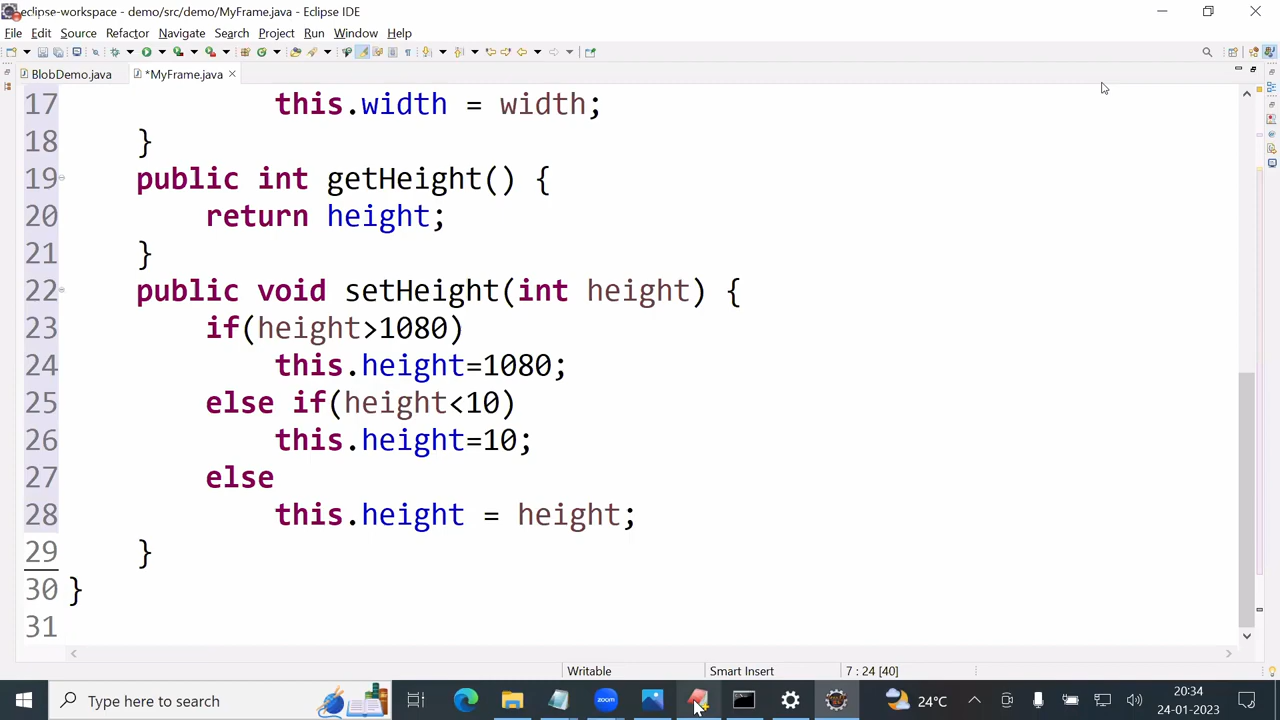 eclipse-workspace - demo/src/demo/MyFrame.java - Eclipse IDE
File Edit Source Refactor Navigate Search Project Run Window Help
BlobDemo.java *MyFrame.java
17 this.width = width;
18 }
19 public int getHeight() {
20 return height;
21 }
22 public void setHeight(int height) {
23 if(height>1080)
24 this.height=1080;
25 else if(height<10)
26 this.height=10;
27 else
28 this.height = height;
29 }
30 }
31
Writable Smart Insert 7 : 24 [40]
Type here to search zoom 24°C 24-01-2023